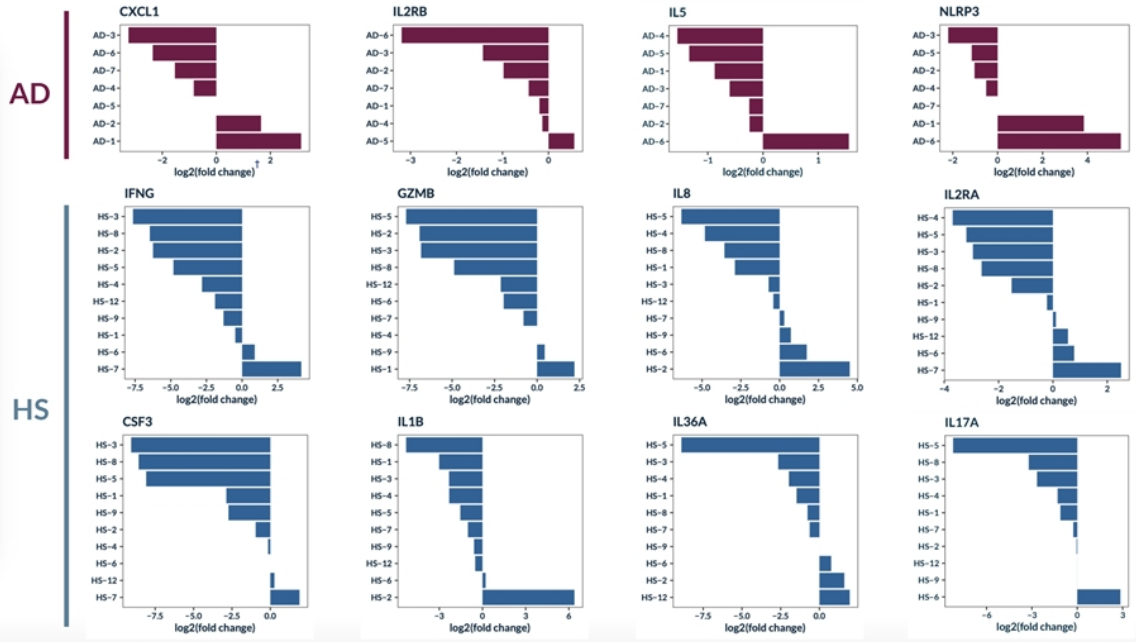 AD
CXCL1
AD-3
AD-6
AD-7
AD-4
AD-5
AD-2
AD-1
-2 0 2
†
log2(fold change)
IL2RB
AD-6
AD-3
AD-2
AD-7
AD-1
AD-4
AD-5
-3 -2 -1 0
log2(fold change)
IL5
AD-4
AD-5
AD-1
AD-3
AD-7
AD-2
AD-6
-1 0 1
log2(fold change)
NLRP3
AD-3
AD-5
AD-2
AD-4
AD-7
AD-1
AD-6
-2 0 2 4
log2(fold change)
HS
IFNG
HS-3
HS-8
HS-2
HS-5
HS-4
HS-12
HS-9
HS-1
HS-6
HS-7
-7.5 -5.0 -2.5 0.0 2.5
log2(fold change)
GZMB
HS-5
HS-2
HS-3
HS-8
HS-12
HS-6
HS-7
HS-4
HS-9
HS-1
-7.5 -5.0 -2.5 0.0 2.5
log2(fold change)
IL8
HS-5
HS-4
HS-8
HS-1
HS-3
HS-12
HS-7
HS-9
HS-6
HS-2
-5.0 -2.5 0.0 2.5 5.0
log2(fold change)
IL2RA
HS-4
HS-5
HS-3
HS-8
HS-2
HS-1
HS-9
HS-12
HS-6
HS-7
-4 -2 0 2
log2(fold change)
CSF3
HS-3
HS-8
HS-5
HS-1
HS-9
HS-2
HS-4
HS-6
HS-12
HS-7
-7.5 -5.0 -2.5 0.0
log2(fold change)
IL1B
HS-8
HS-1
HS-3
HS-4
HS-5
HS-7
HS-9
HS-12
HS-6
HS-2
-3 0 3 6
log2(fold change)
IL36A
HS-5
HS-3
HS-4
HS-1
HS-8
HS-7
HS-9
HS-6
HS-2
HS-12
-7.5 -5.0 -2.5 0.0
log2(fold change)
IL17A
HS-5
HS-8
HS-3
HS-4
HS-1
HS-7
HS-2
HS-12
HS-9
HS-6
-6 -3 0 3
log2(fold change)